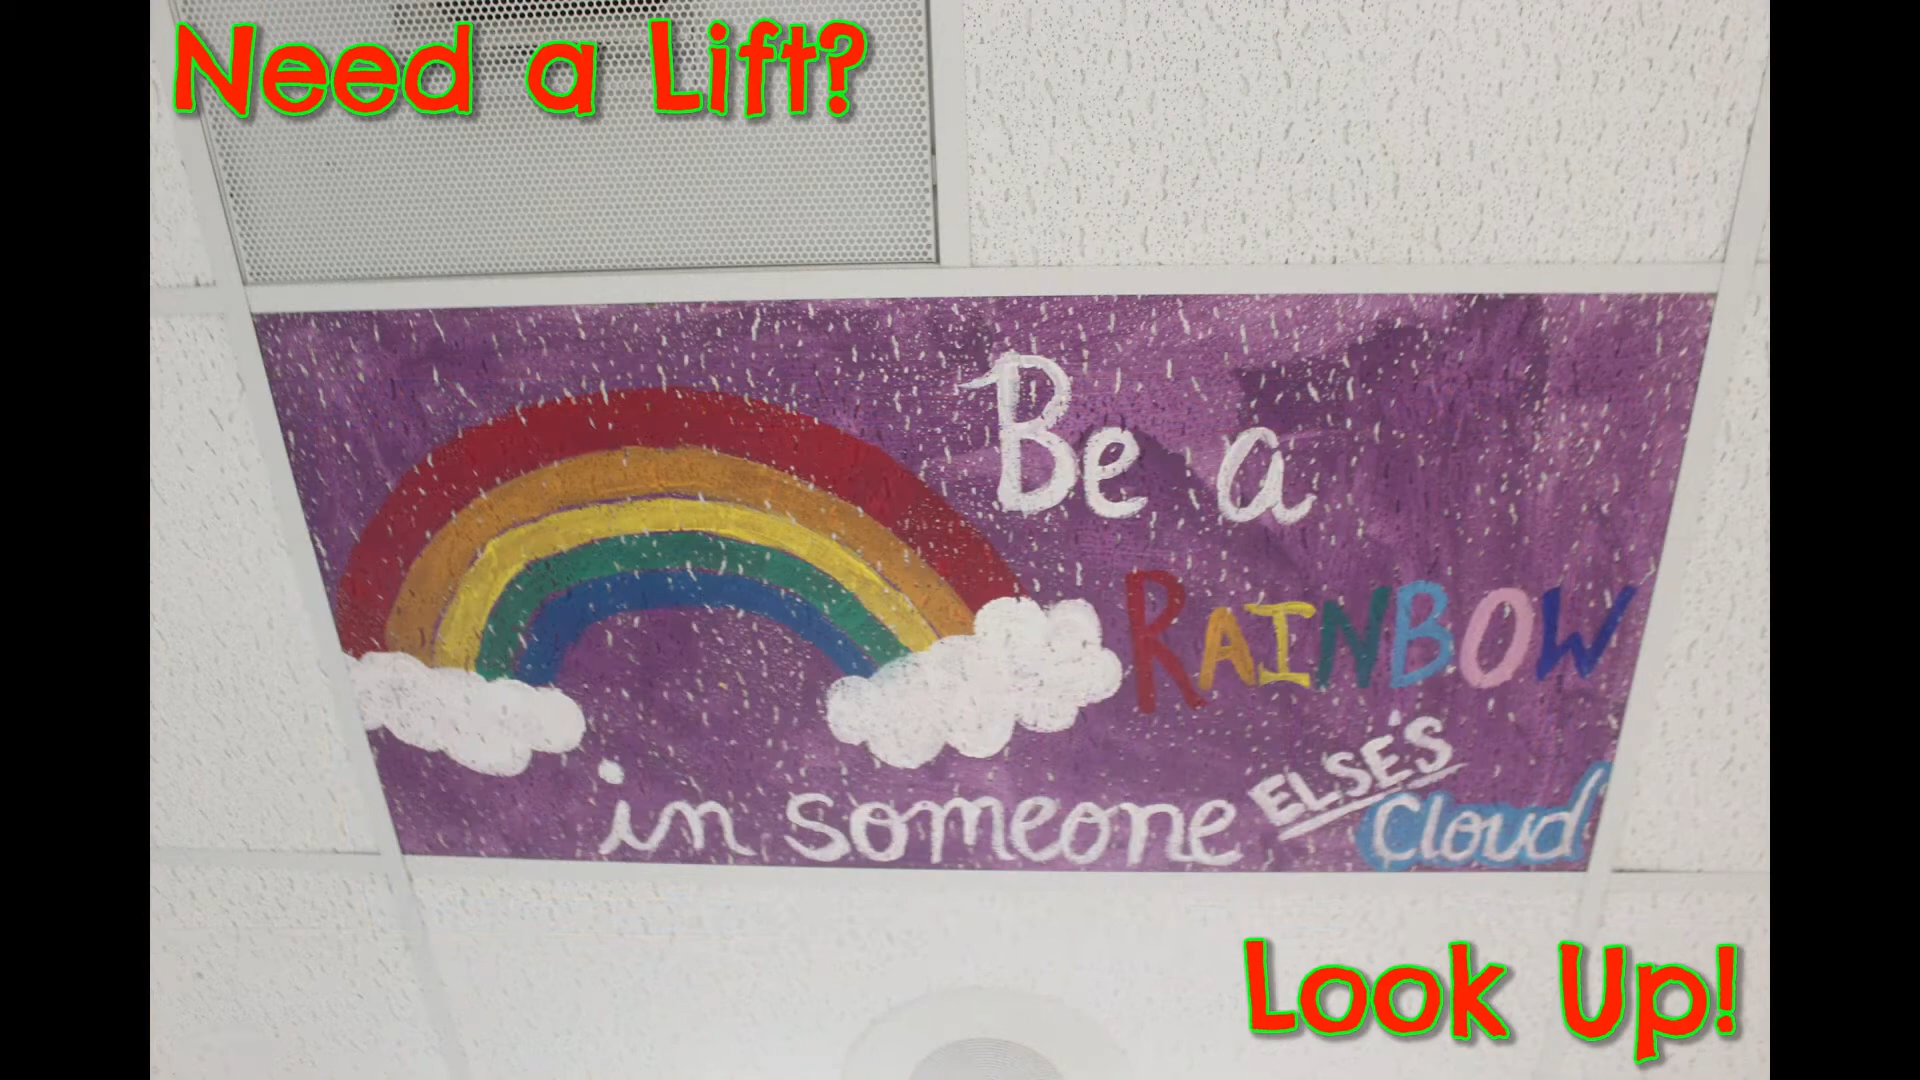 Need a Lift?
Be a
RAINBOW
in someone ELSE'S Cloud
Look Up!